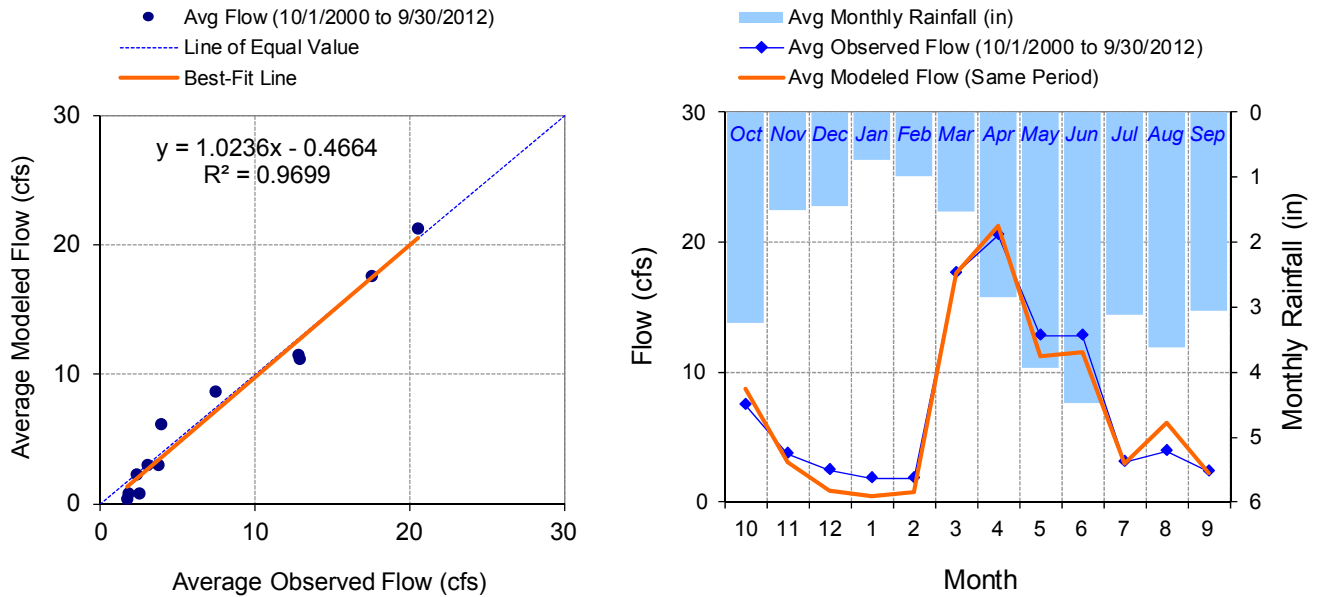 Avg Flow (10/1/2000 to 9/30/2012)
Line of Equal Value
Best-Fit Line
30
20
10
0
y = 1.0236x - 0.4664
R² = 0.9699
Average Modeled Flow (cfs)
0 10 20 30
Average Observed Flow (cfs)
Avg Monthly Rainfall (in)
Avg Observed Flow (10/1/2000 to 9/30/2012)
Avg Modeled Flow (Same Period)
30
20
10
0
Flow (cfs)
Oct Nov Dec Jan Feb Mar Apr May Jun Jul Aug Sep
0
1
2
3
4
5
6
Monthly Rainfall (in)
10 11 12 1 2 3 4 5 6 7 8 9
Month